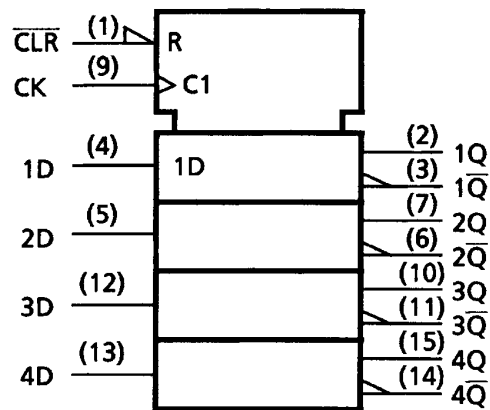 C̅L̅R̅ (1) R
CK (9) C1
1D (4) 1D (2) 1Q
(3) 1Q̅
2D (5) (7) 2Q
(6) 2Q̅
3D (12) (10) 3Q
(11) 3Q̅
4D (13) (15) 4Q
(14) 4Q̅